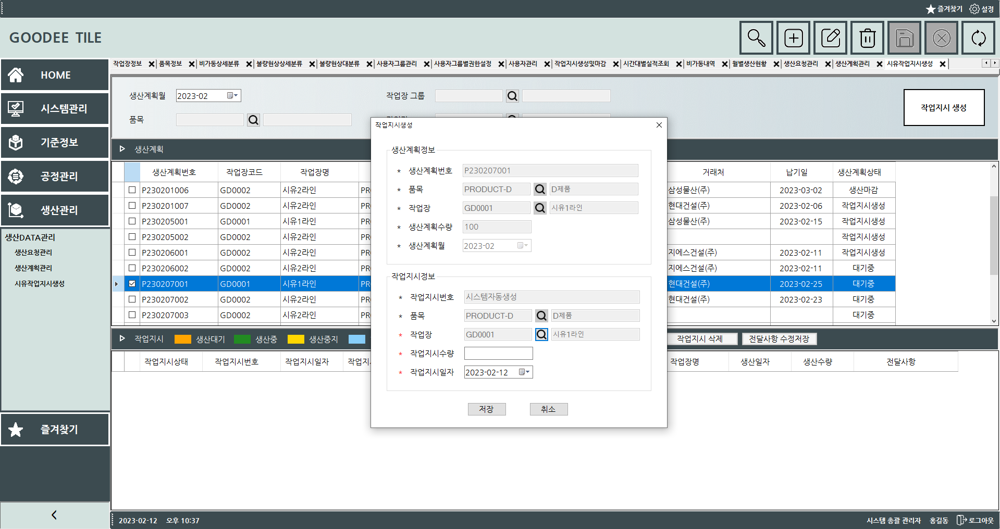 즐겨찾기 설정
GOODEE TILE
HOME
시스템관리
기준정보
공정관리
생산관리
생산DATA관리
생산요청관리
생산계획관리
시유작업지시생성
즐겨찾기
작업장정보 품목정보 비가동상세분류 불량현상상세분류 불량현상대분류 사용자그룹관리 사용자그룹별권한설정 사용자관리 작업지시생성및마감 시간대별실적조회 비가동내역 월별생산현황 생산요청관리 생산계획관리 시유작업지시생성
생산계획월 2023-02 작업장 그룹
품목
작업지시 생성
생산계획
생산계획번호 작업장코드 작업장명 거래처 납기일 생산계획상태
P230201006 GD0002 시유2라인 PR 삼성물산(주) 2023-03-02 생산마감
P230201007 GD0002 시유2라인 PR 현대건설(주) 2023-02-06 작업지시생성
P230205001 GD0001 시유1라인 PR 삼성물산(주) 2023-02-15 작업지시생성
P230205002 GD0002 시유2라인 PR 작업지시생성
P230206001 GD0002 시유2라인 PR 지에스건설(주) 2023-02-11 작업지시생성
P230206002 GD0002 시유2라인 PR 지에스건설(주) 2023-02-11 대기중
P230207001 GD0001 시유1라인 PR 현대건설(주) 2023-02-25 대기중
P230207002 GD0002 시유2라인 PR 현대건설(주) 2023-02-23 대기중
P230207003 GD0002 시유2라인 PR 대기중
작업지시 생산대기 생산중 생산중지 작업지시 삭제 전달사항 수정저장
작업지시상태 작업지시번호 작업지시일자 작업지 작업장명 생산일자 생산수량 전달사항
작업지시생성
생산계획정보
* 생산계획번호 P230207001
* 품목 PRODUCT-D D제품
* 작업장 GD0001 시유1라인
* 생산계획수량 100
* 생산계획월 2023-02
작업지시정보
* 작업지시번호 시스템자동생성
* 품목 PRODUCT-D D제품
* 작업장 GD0001 시유1라인
* 작업지시수량
* 작업지시일자 2023-02-12
저장 취소
2023-02-12 오후 10:37 시스템 총괄 관리자 홍길동 로그아웃